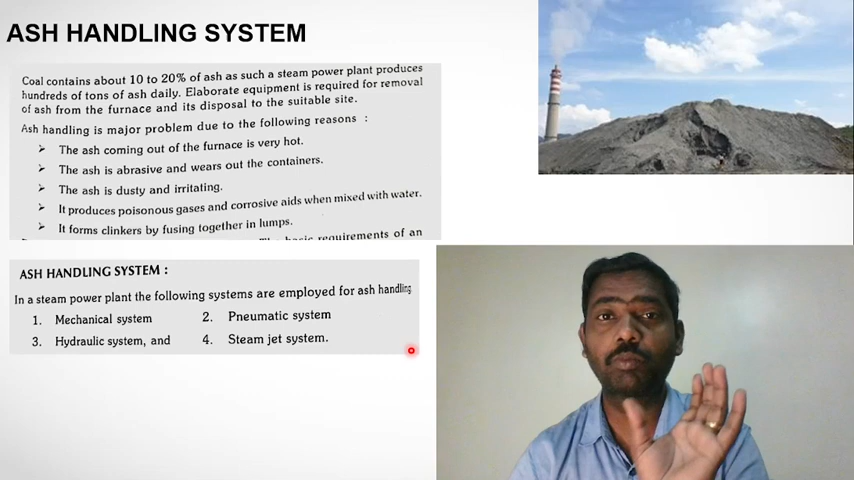 ASH HANDLING SYSTEM
Coal contains about 10 to 20% of ash as such a steam power plant produces
hundreds of tons of ash daily. Elaborate equipment is required for removal
of ash from the furnace and its disposal to the suitable site.
Ash handling is major problem due to the following reasons :
➢ The ash coming out of the furnace is very hot.
➢ The ash is abrasive and wears out the containers.
➢ The ash is dusty and irritating.
➢ It produces poisonous gases and corrosive aids when mixed with water.
➢ It forms clinkers by fusing together in lumps.
basic requirements of an
ASH HANDLING SYSTEM :
In a steam power plant the following systems are employed for ash handling
1. Mechanical system 2. Pneumatic system
3. Hydraulic system, and 4. Steam jet system.